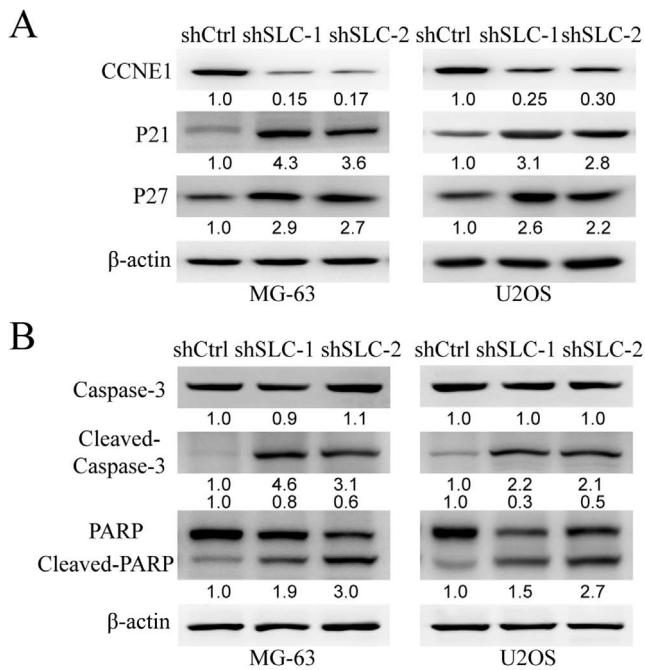 A
shCtrl shSLC-1 shSLC-2 shCtrl shSLC-1 shSLC-2
CCNE1
1.0 0.15 0.17 1.0 0.25 0.30
P21
1.0 4.3 3.6 1.0 3.1 2.8
P27
1.0 2.9 2.7 1.0 2.6 2.2
β-actin
MG-63 U2OS
B
shCtrl shSLC-1 shSLC-2 shCtrl shSLC-1 shSLC-2
Caspase-3
1.0 0.9 1.1 1.0 1.0 1.0
Cleaved-
Caspase-3
1.0 4.6 3.1 1.0 2.2 2.1
1.0 0.8 0.6 1.0 0.3 0.5
PARP
Cleaved-PARP
1.0 1.9 3.0 1.0 1.5 2.7
β-actin
MG-63 U2OS